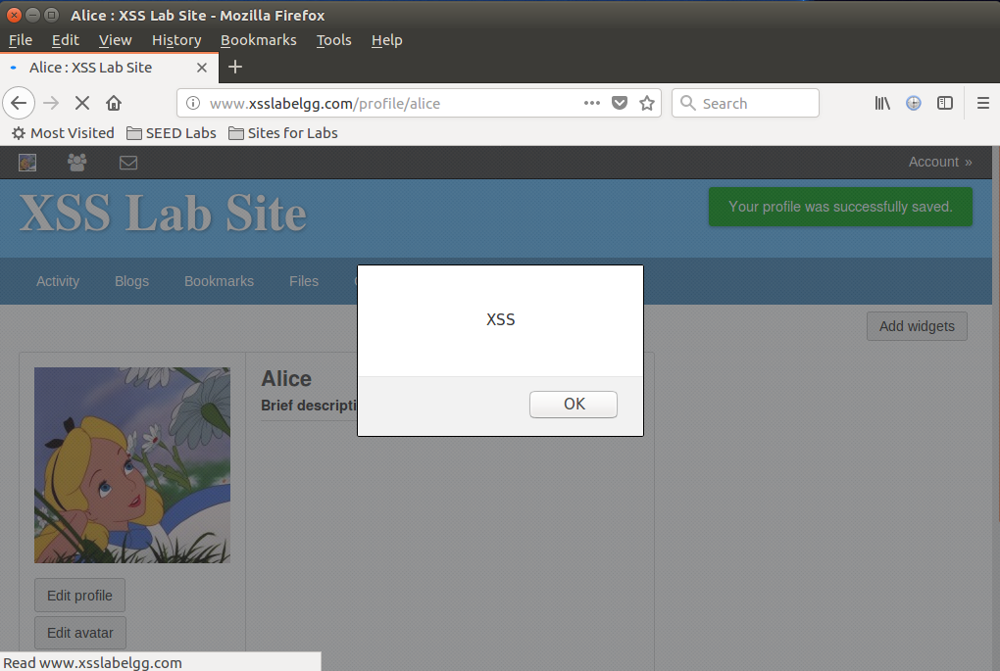 Alice : XSS Lab Site - Mozilla Firefox
File Edit View History Bookmarks Tools Help
Alice : XSS Lab Site
www.xsslabelgg.com/profile/alice Search
Most Visited SEED Labs Sites for Labs
Account »
XSS Lab Site
Your profile was successfully saved.
Activity Blogs Bookmarks Files
XSS
Add widgets
Alice
Brief descripti
OK
Edit profile
Edit avatar
Read www.xsslabelgg.com